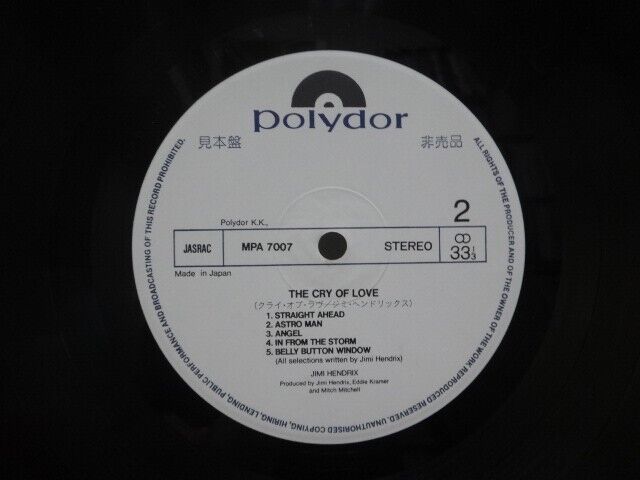 polydor
見本盤 非売品
Polydor K.K.,
2
JASRAC MPA 7007 STEREO 33 1/3
Made in Japan
THE CRY OF LOVE
(クライ・オブ・ラヴ/ジミ・ヘンドリックス)
1. STRAIGHT AHEAD
2. ASTRO MAN
3. ANGEL
4. IN FROM THE STORM
5. BELLY BUTTON WINDOW
(All selections written by Jimi Hendrix)
JIMI HENDRIX
Produced by Jimi Hendrix, Eddie Kramer
and Mitch Mitchell
ALL RIGHTS OF THE PRODUCER AND OF THE OWNER OF THE WORK REPRODUCED RESERVED. UNAUTHORISED COPYING, HIRING, LENDING, PUBLIC PERFORMANCE AND BROADCASTING OF THIS RECORD PROHIBITED.